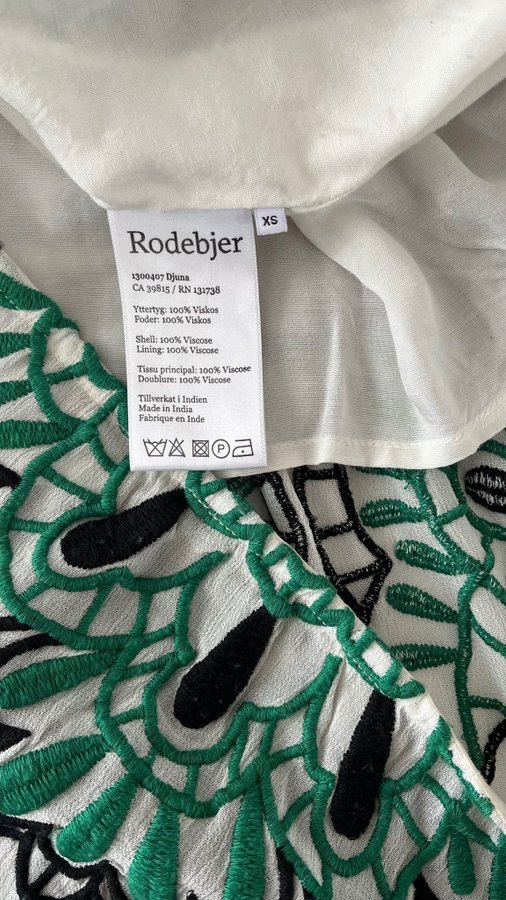 XS
Rodebjer
1300407 Djuna
CA 39815 / RN 131738
Yttertyg: 100% Viskos
Foder: 100% Viskos
Shell: 100% Viscose
Lining: 100% Viscose
Tissu principal: 100% Viscose
Doublure: 100% Viscose
Tillverkat i Indien
Made in India
Fabrique en Inde
P